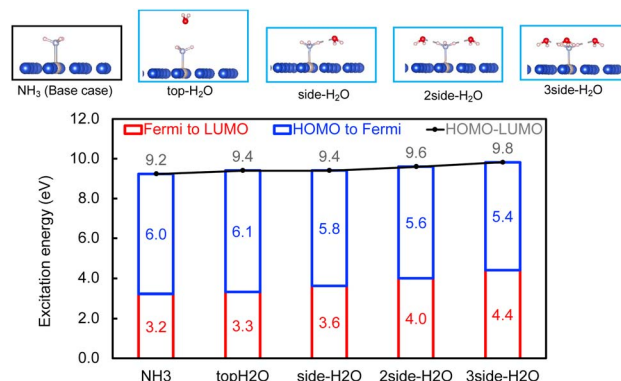 NH₃ (Base case)
top-H₂O
side-H₂O
2side-H₂O
3side-H₂O
Fermi to LUMO
HOMO to Fermi
HOMO-LUMO
Excitation energy (eV)
12.0
10.0
8.0
6.0
4.0
2.0
0.0
9.2
9.4
9.4
9.6
9.8
6.0
6.1
5.8
5.6
5.4
3.2
3.3
3.6
4.0
4.4
NH3
topH2O
side-H2O
2side-H2O
3side-H2O